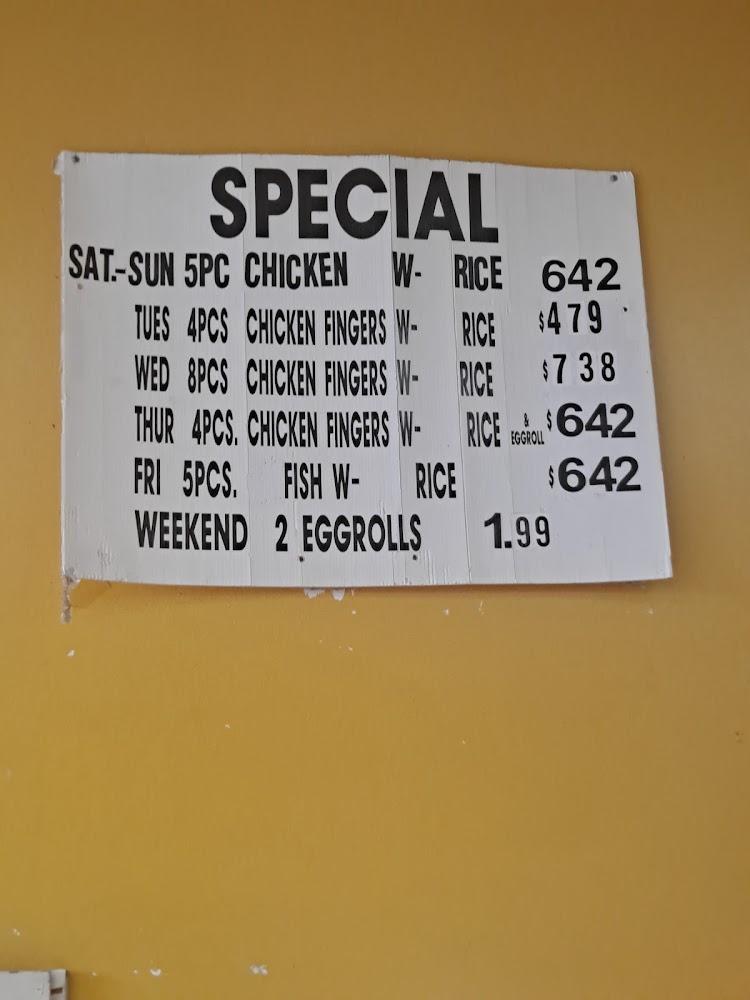 SPECIAL
SAT.-SUN 5PC CHICKEN W- RICE 642
TUES 4PCS CHICKEN FINGERS W- RICE $479
WED 8PCS CHICKEN FINGERS W- RICE $738
THUR 4PCS. CHICKEN FINGERS W- RICE & EGGROLL $642
FRI 5PCS. FISH W- RICE $642
WEEKEND 2 EGGROLLS 1.99